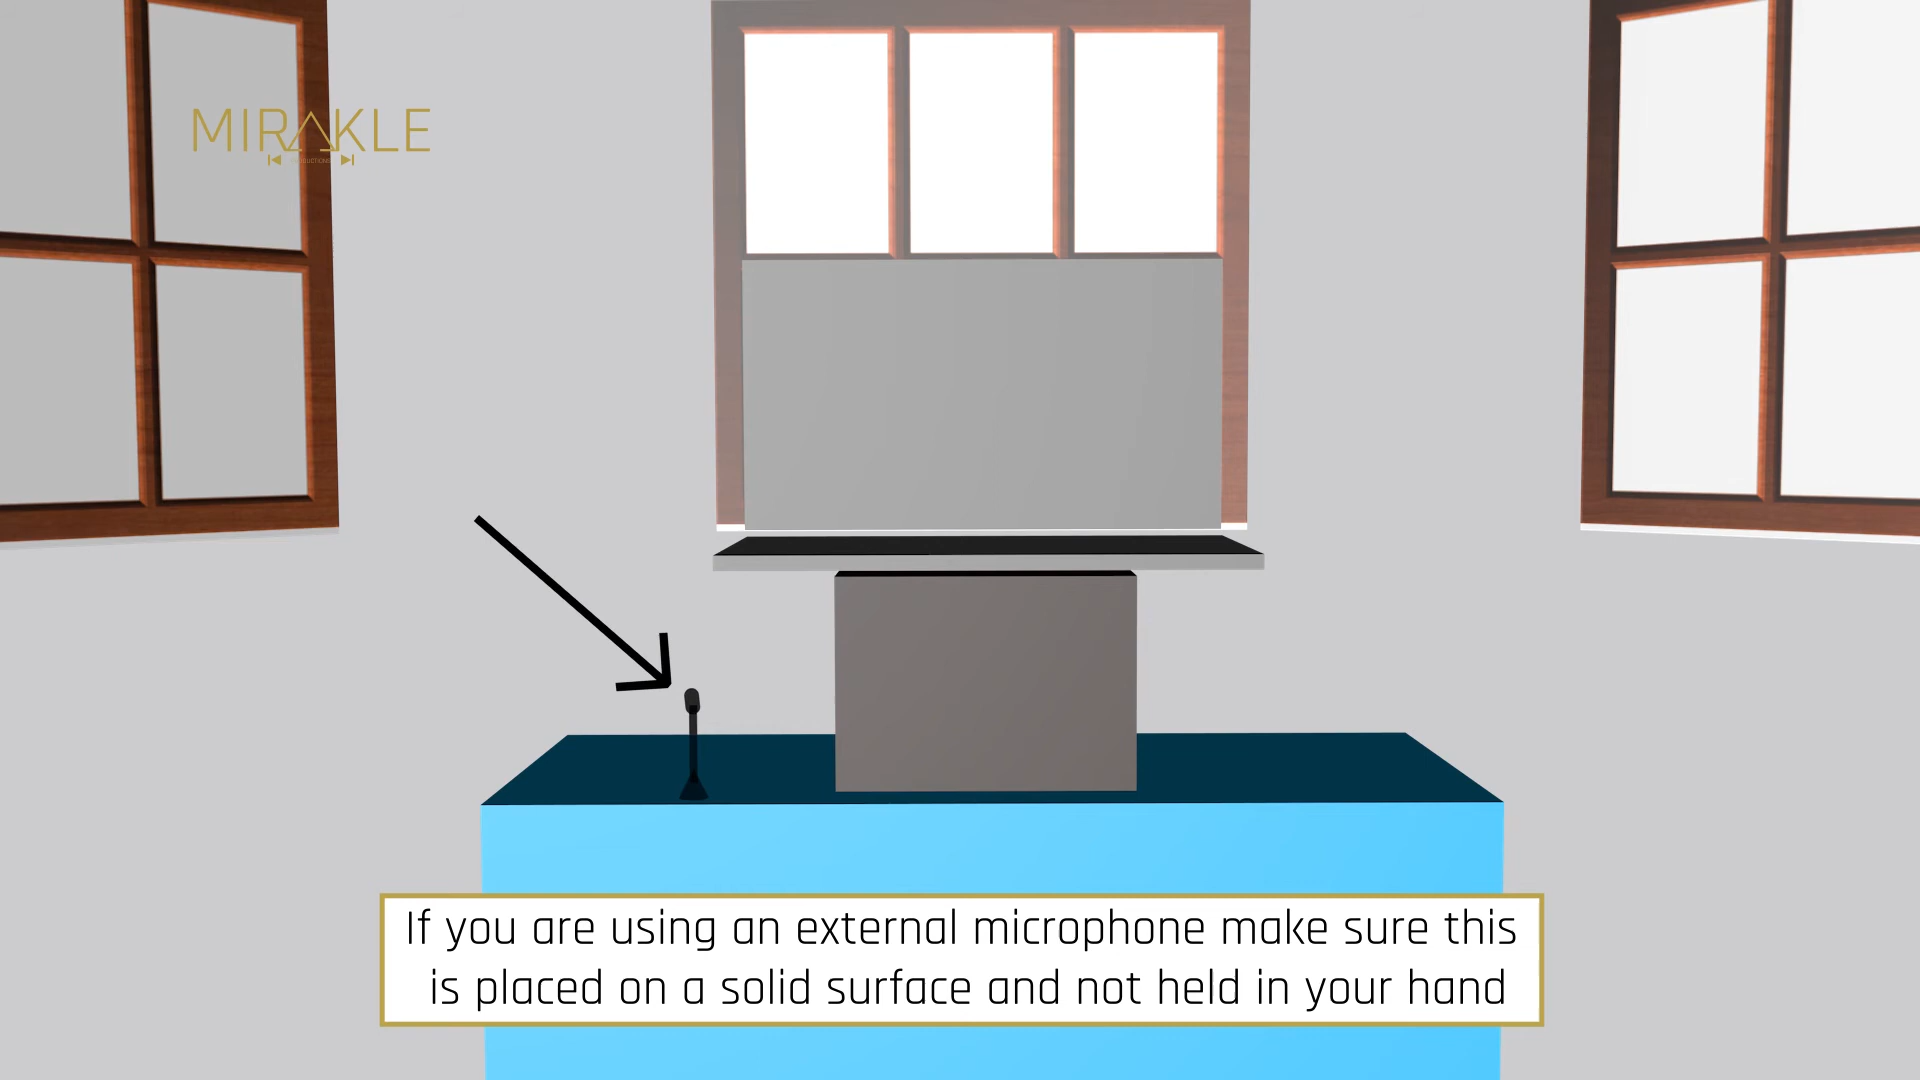 MIRAKLE
If you are using an external microphone make sure this
is placed on a solid surface and not held in your hand